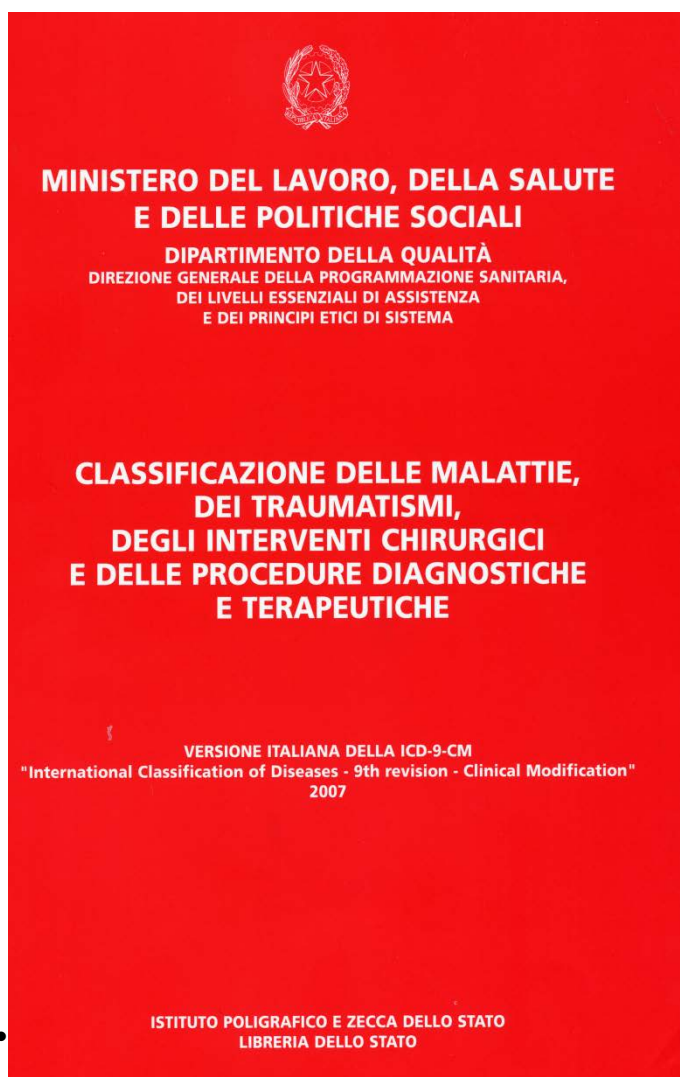 MINISTERO DEL LAVORO, DELLA SALUTE
E DELLE POLITICHE SOCIALI
DIPARTIMENTO DELLA QUALITÀ
DIREZIONE GENERALE DELLA PROGRAMMAZIONE SANITARIA,
DEI LIVELLI ESSENZIALI DI ASSISTENZA
E DEI PRINCIPI ETICI DI SISTEMA
CLASSIFICAZIONE DELLE MALATTIE,
DEI TRAUMATISMI,
DEGLI INTERVENTI CHIRURGICI
E DELLE PROCEDURE DIAGNOSTICHE
E TERAPEUTICHE
VERSIONE ITALIANA DELLA ICD-9-CM
"International Classification of Diseases - 9th revision - Clinical Modification"
2007
ISTITUTO POLIGRAFICO E ZECCA DELLO STATO
LIBRERIA DELLO STATO